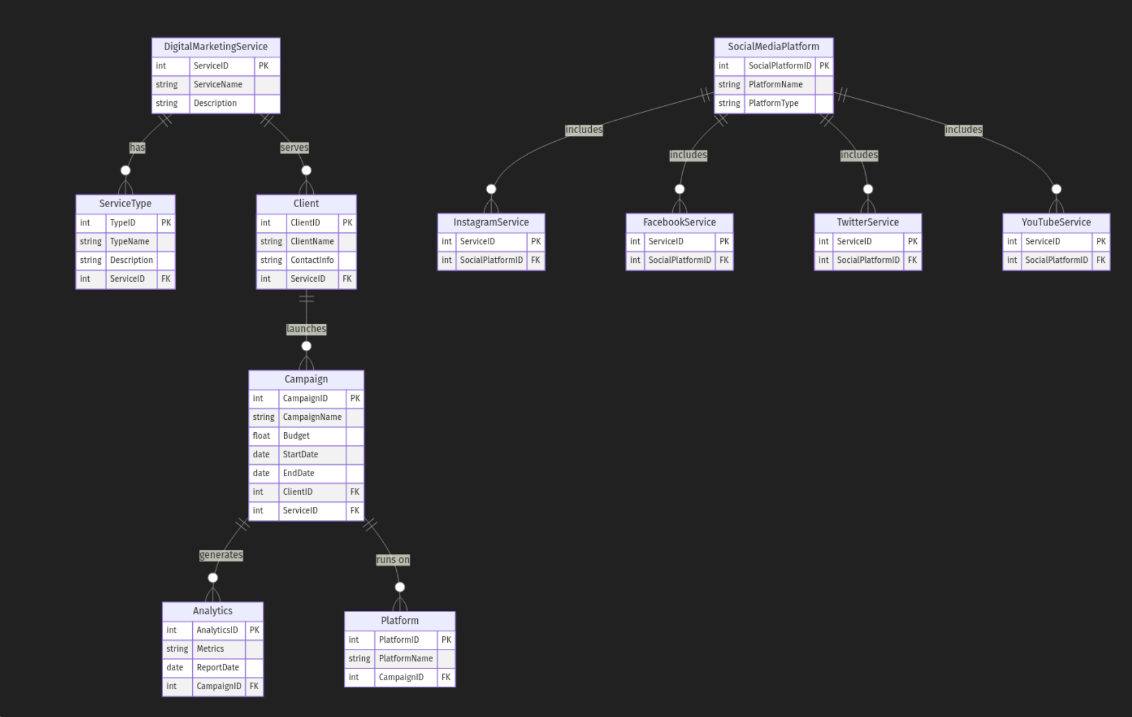 DigitalMarketingService
int ServiceID PK
string ServiceName
string Description
SocialMediaPlatform
int SocialPlatformID PK
string PlatformName
string PlatformType
has
serves
includes
includes
includes
includes
ServiceType
int TypeID PK
string TypeName
string Description
int ServiceID FK
Client
int ClientID PK
string ClientName
string ContactInfo
int ServiceID FK
InstagramService
int ServiceID PK
int SocialPlatformID FK
FacebookService
int ServiceID PK
int SocialPlatformID FK
TwitterService
int ServiceID PK
int SocialPlatformID FK
YouTubeService
int ServiceID PK
int SocialPlatformID FK
launches
Campaign
int CampaignID PK
string CampaignName
float Budget
date StartDate
date EndDate
int ClientID FK
int ServiceID FK
generates
runs on
Analytics
int AnalyticsID PK
string Metrics
date ReportDate
int CampaignID FK
Platform
int PlatformID PK
string PlatformName
int CampaignID FK